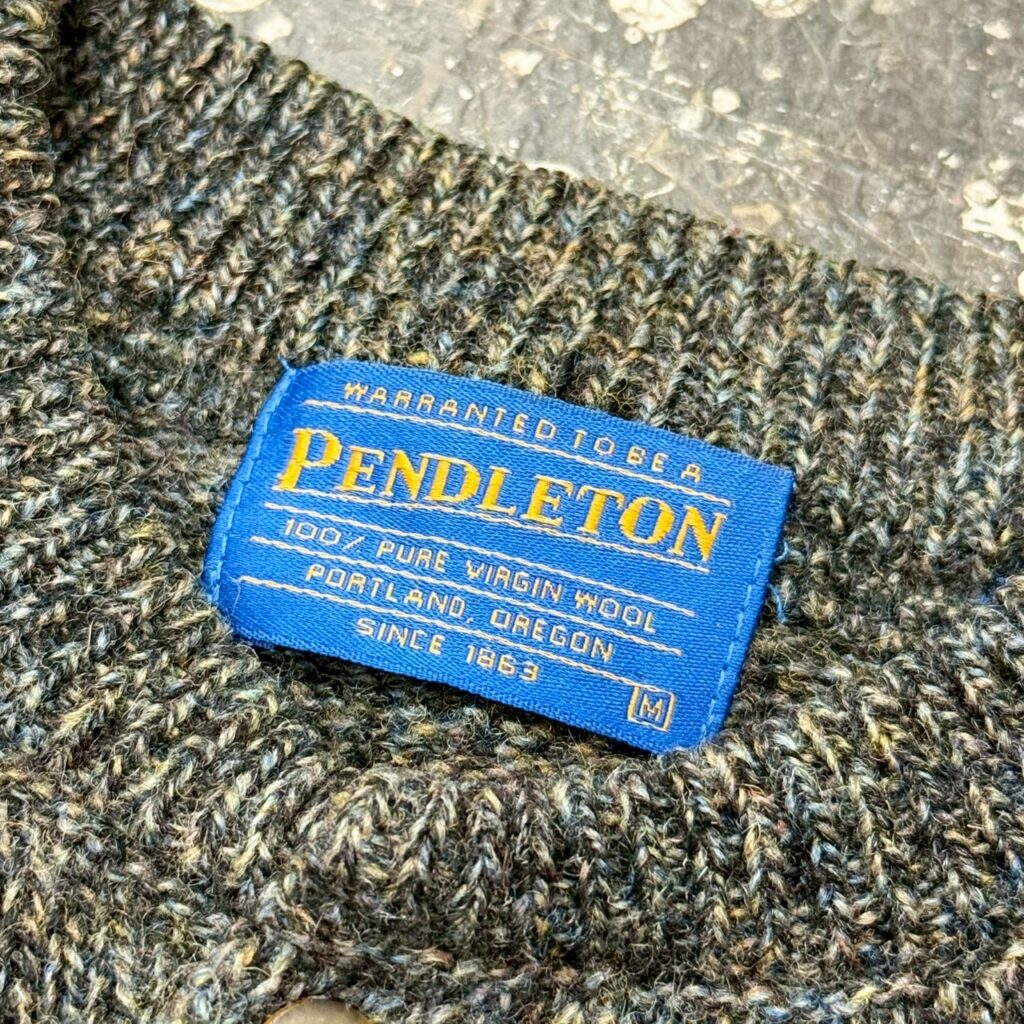 WARRANTED TO BE A
PENDLETON
100% PURE VIRGIN WOOL
PORTLAND, OREGON
SINCE 1863
M